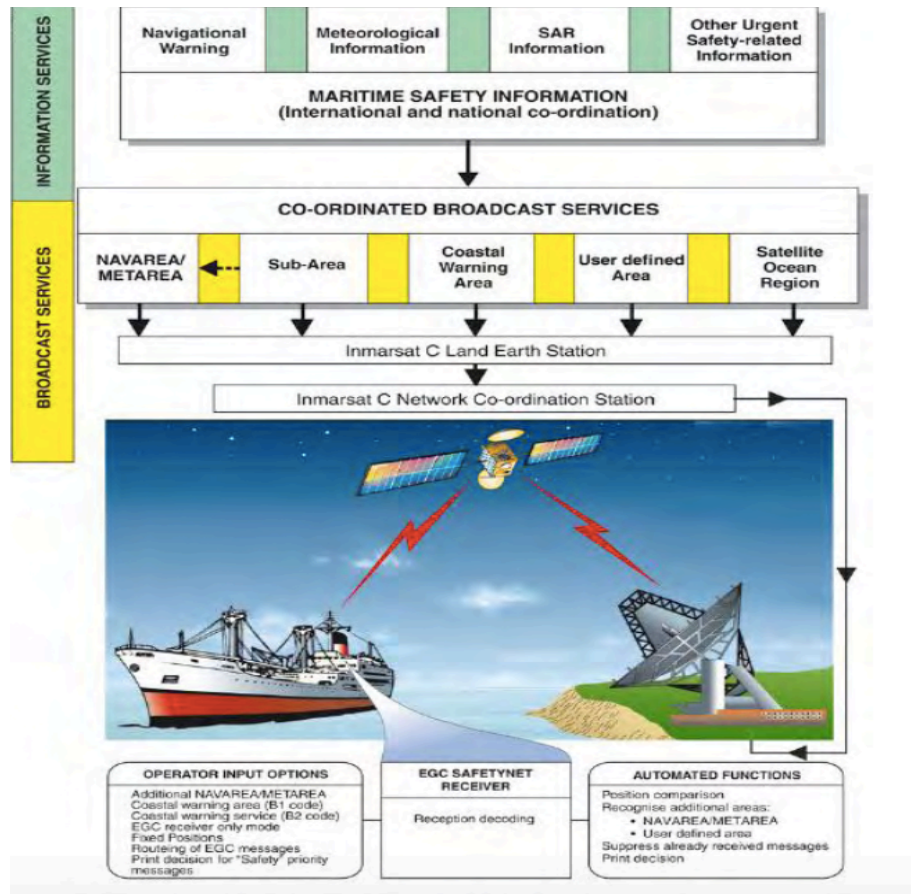 INFORMATION SERVICES
Navigational
Warning
Meteorological
Information
SAR
Information
Other Urgent
Safety-related
Information
MARITIME SAFETY INFORMATION
(International and national co-ordination)
BROADCAST SERVICES
CO-ORDINATED BROADCAST SERVICES
NAVAREA/
METAREA
Sub-Area
Coastal
Warning
Area
User defined
Area
Satellite
Ocean
Region
Inmarsat C Land Earth Station
Inmarsat C Network Co-ordination Station
OPERATOR INPUT OPTIONS
Additional NAVAREA/METAREA
Coastal warning area (B1 code)
Coastal warning service (B2 code)
EGC receiver only mode
Fixed Positions
Routeing of EGC messages
Print decision for "Safety" priority
messages
EGC SAFETYNET
RECEIVER
Reception decoding
AUTOMATED FUNCTIONS
Position comparison
Recognise additional areas:
• NAVAREA/METAREA
• User defined area
Suppress already received messages
Print decision